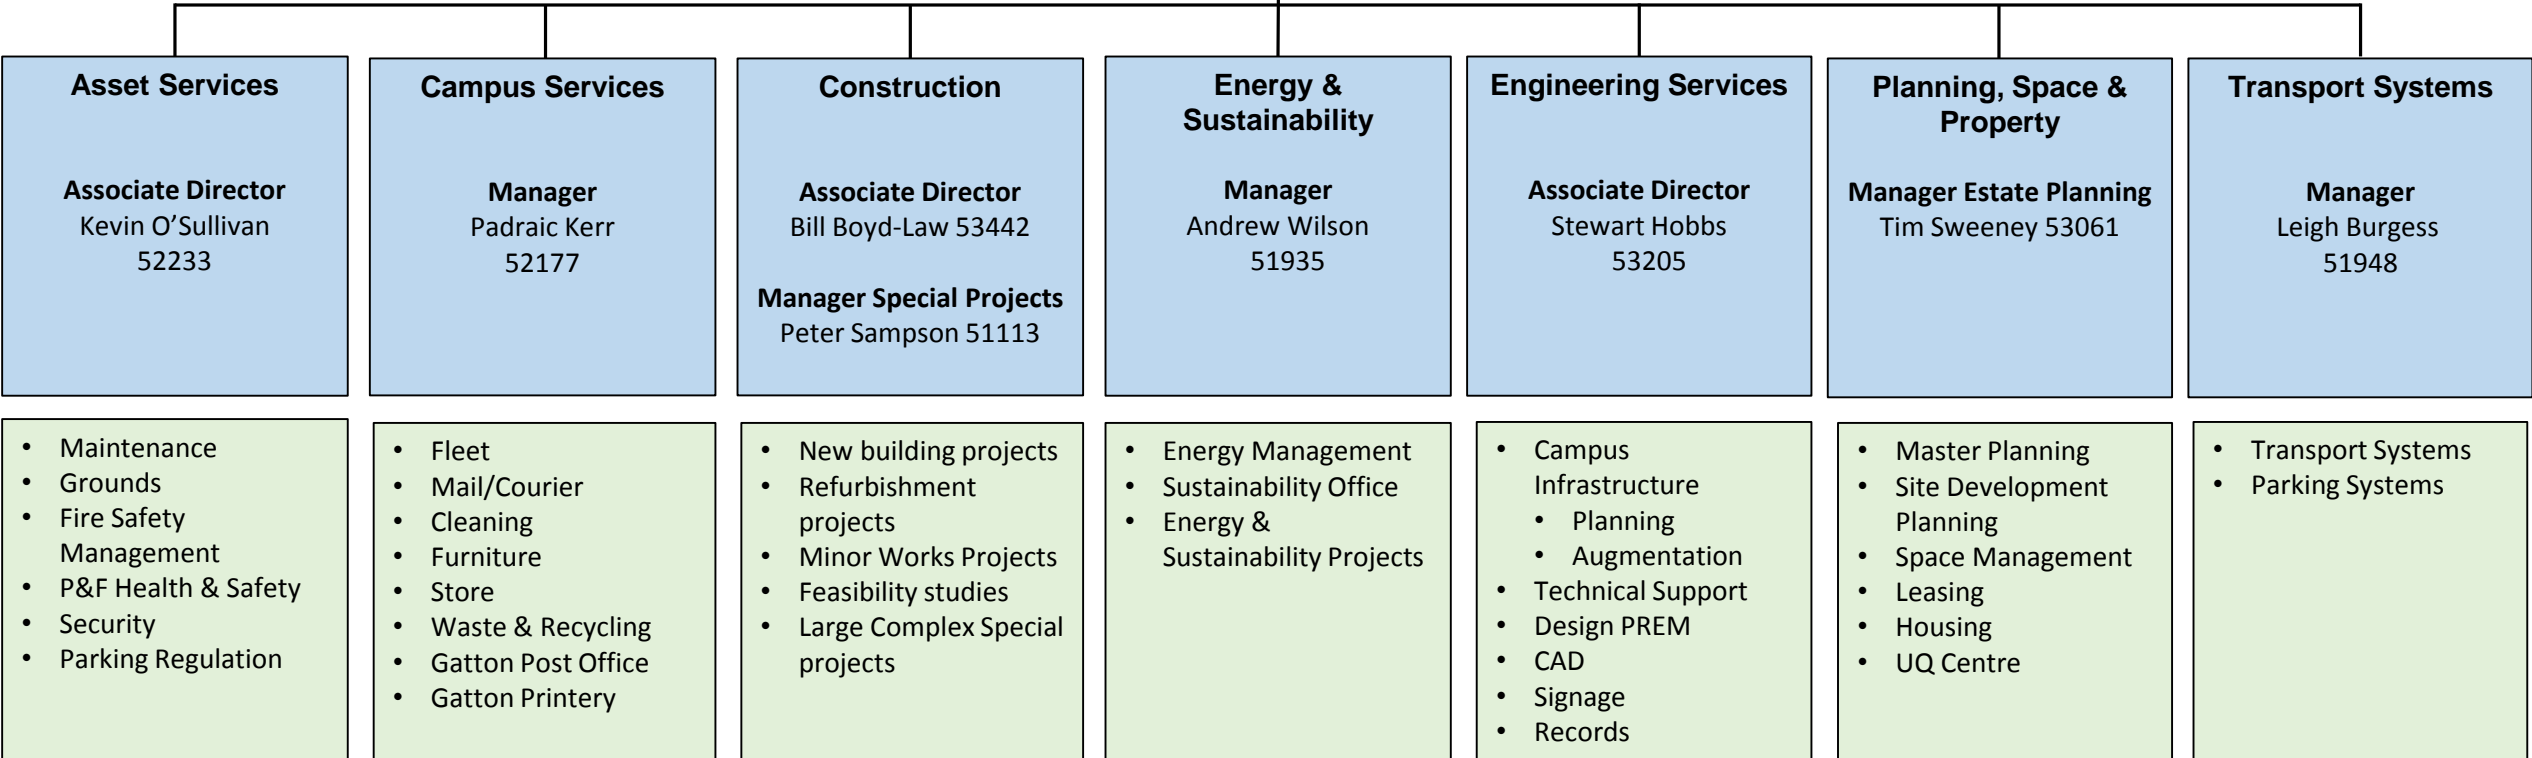 Asset Services
Associate Director
Kevin O’Sullivan
52233
Campus Services
Manager
Padraic Kerr
52177
Construction
Associate Director
Bill Boyd-Law 53442
Manager Special Projects
Peter Sampson 51113
Energy &
Sustainability
Manager
Andrew Wilson
51935
Engineering Services
Associate Director
Stewart Hobbs
53205
Planning, Space &
Property
Manager Estate Planning
Tim Sweeney 53061
Transport Systems
Manager
Leigh Burgess
51948
• Maintenance
• Grounds
• Fire Safety
Management
• P&F Health & Safety
• Security
• Parking Regulation
• Fleet
• Mail/Courier
• Cleaning
• Furniture
• Store
• Waste & Recycling
• Gatton Post Office
• Gatton Printery
• New building projects
• Refurbishment
projects
• Minor Works Projects
• Feasibility studies
• Large Complex Special
projects
• Energy Management
• Sustainability Office
• Energy &
Sustainability Projects
• Campus
Infrastructure
• Planning
• Augmentation
• Technical Support
• Design PREM
• CAD
• Signage
• Records
• Master Planning
• Site Development
Planning
• Space Management
• Leasing
• Housing
• UQ Centre
• Transport Systems
• Parking Systems